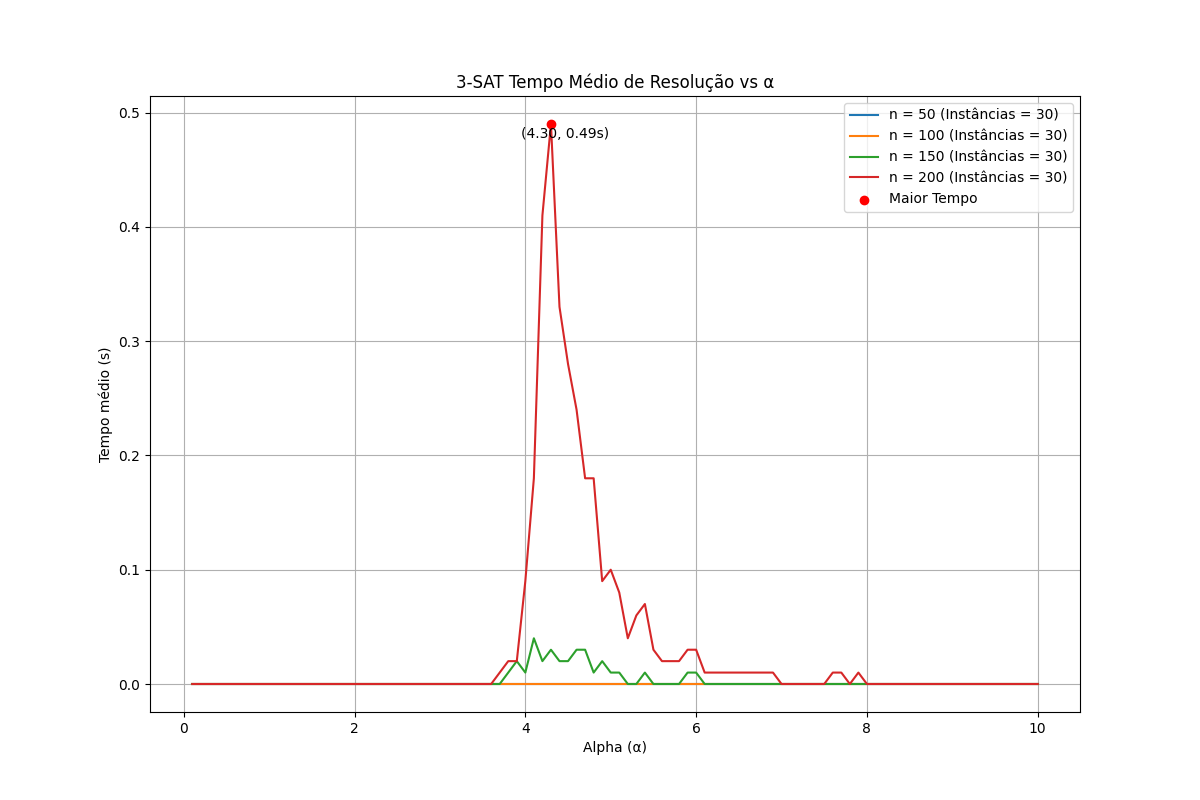 3-SAT Tempo Médio de Resolução vs α
0.5
0.4
0.3
0.2
0.1
0.0
Tempo médio (s)
(4.30, 0.49s)
n = 50 (Instâncias = 30)
n = 100 (Instâncias = 30)
n = 150 (Instâncias = 30)
n = 200 (Instâncias = 30)
Maior Tempo
0 2 4 6 8 10
Alpha (α)